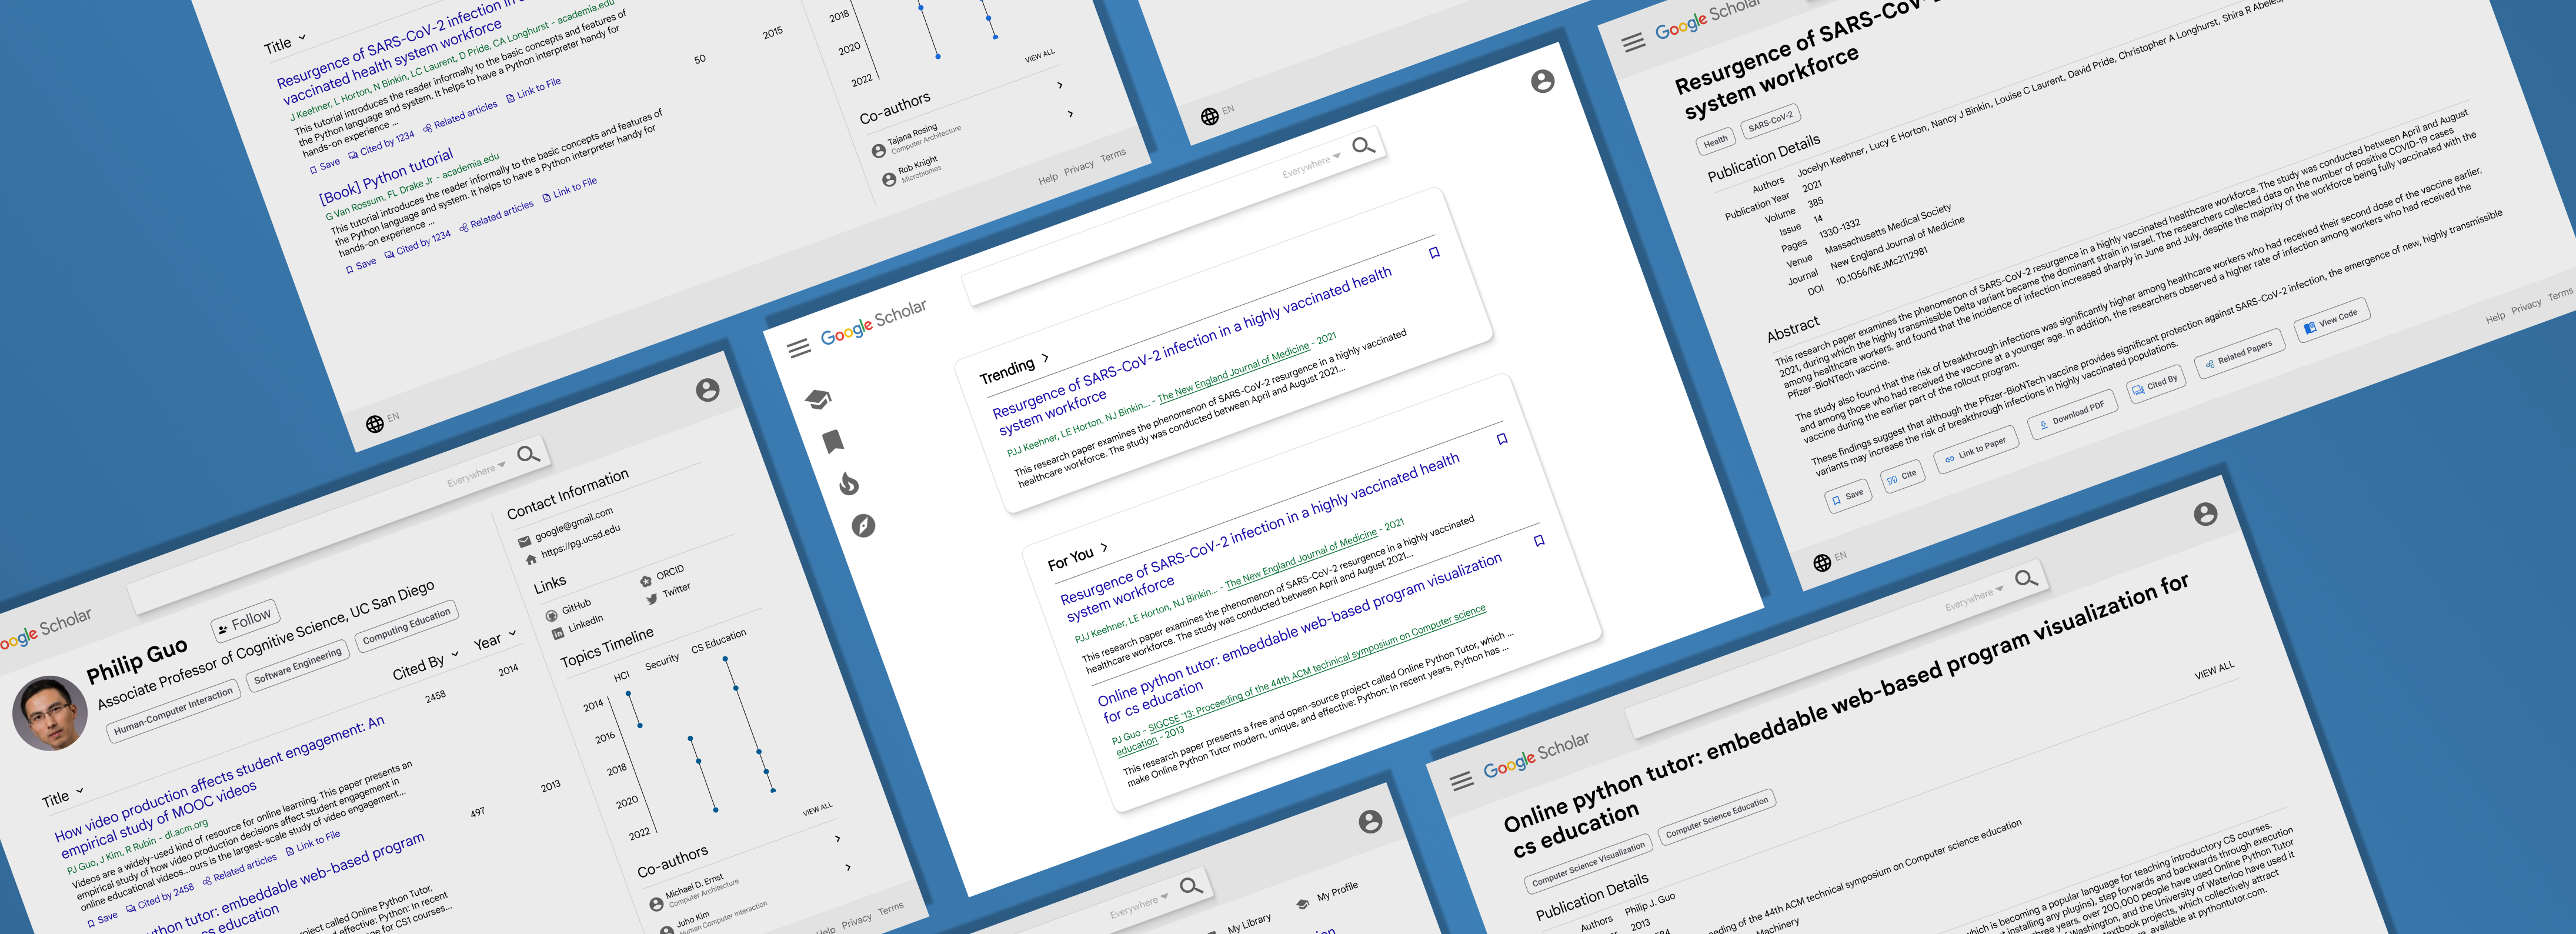 Title
Resurgence of SARS-CoV-2 infection in
vaccinated health system workforce
J Keehner, L Horton, N Binkin, LC Laurent, D Pride, CA Longhurst - academia.edu
This tutorial introduces the reader informally to the basic concepts and features of
the Python language and system. It helps to have a Python interpreter handy for
hands-on experience ...
Save Cited by 1234 Related articles Link to File
50
2015
[Book] Python tutorial
G Van Rossum, FL Drake Jr - academia.edu
This tutorial introduces the reader informally to the basic concepts and features of
the Python language and system. It helps to have a Python interpreter handy for
hands-on experience ...
Save Cited by 1234 Related articles Link to File
2018
2020
2022
VIEW ALL
Co-authors
Tajana Rosing
Computer Architecture
Rob Knight
Microbiomes
Help Privacy Terms
EN
EN
Google Scholar
Everywhere
Trending
Resurgence of SARS-CoV-2 infection in a highly vaccinated health
system workforce
PJJ Keehner, LE Horton, NJ Binkin... - The New England Journal of Medicine - 2021
This research paper examines the phenomenon of SARS-CoV-2 resurgence in a highly vaccinated
healthcare workforce. The study was conducted between April and August 2021...
For You
Resurgence of SARS-CoV-2 infection in a highly vaccinated health
system workforce
PJJ Keehner, LE Horton, NJ Binkin... - The New England Journal of Medicine - 2021
This research paper examines the phenomenon of SARS-CoV-2 resurgence in a highly vaccinated
healthcare workforce. The study was conducted between April and August 2021...
Online python tutor: embeddable web-based program visualization
for cs education
PJ Guo - SIGCSE '13: Proceeding of the 44th ACM technical symposium on Computer science
education - 2013
This research paper presents a free and open-source project called Online Python Tutor, which ...
make Online Python Tutor modern, unique, and effective: Python: In recent years, Python has ...
Google Scholar
Resurgence of SARS-CoV-2
system workforce
Health SARS-CoV-2
Publication Details
Authors Jocelyn Keehner, Lucy E Horton, Nancy J Binkin, Louise C Laurent, David Pride, Christopher A Longhurst, Shira R Abeles,
Publication Year 2021
Volume 385
Issue 14
Pages 1330-1332
Venue Massachusetts Medical Society
Journal New England Journal of Medicine
DOI 10.1056/NEJMc2112981
Abstract
This research paper examines the phenomenon of SARS-CoV-2 resurgence in a highly vaccinated healthcare workforce. The study was conducted between April and August
2021, during which the highly transmissible Delta variant became the dominant strain in Israel. The researchers collected data on the number of positive COVID-19 cases
among healthcare workers, and found that the incidence of infection increased sharply in June and July, despite the majority of the workforce being fully vaccinated with the
Pfizer-BioNTech vaccine.
The study also found that the risk of breakthrough infections was significantly higher among healthcare workers who had received their second dose of the vaccine earlier,
and among those who had received the vaccine at a younger age. In addition, the researchers observed a higher rate of infection among workers who had received the
vaccine during the earlier part of the rollout program.
These findings suggest that although the Pfizer-BioNTech vaccine provides significant protection against SARS-CoV-2 infection, the emergence of new, highly transmissible
variants may increase the risk of breakthrough infections in highly vaccinated populations.
Save Cite Link to Paper Download PDF Cited By Related Papers View Code
Help Privacy Terms
EN
Google Scholar
Everywhere
Philip Guo
Follow
Associate Professor of Cognitive Science, UC San Diego
Human-Computer Interaction Software Engineering Computing Education
Title Cited By Year
How video production affects student engagement: An
empirical study of MOOC videos
2458 2014
PJ Guo, J Kim, R Rubin - dl.acm.org
Videos are a widely-used kind of resource for online learning. This paper presents an
empirical study of how video production decisions affect student engagement in
online educational videos...ours is the largest-scale study of video engagement...
Save Cited by 2458 Related articles Link to File
python tutor: embeddable web-based program
cs education
497 2013
project called Online Python Tutor,
effective: Python: In recent
for CS1 courses...
Contact Information
google@gmail.com
https://pg.ucsd.edu
Links
GitHub ORCID
LinkedIn Twitter
Topics Timeline
HCI Security CS Education
2014
2016
2018
2020
2022
VIEW ALL
Co-authors
Michael D. Ernst
Computer Architecture
Juho Kim
Human Computer Interaction
Help Privacy Terms
Everywhere
My Library My Profile
Google Scholar
Everywhere
Online python tutor: embeddable web-based program visualization for
cs education
VIEW ALL
Computer Science Visualization Computer Science Education
Publication Details
Authors Philip J. Guo
2013
eeding of the 44th ACM technical symposium on Computer science education
Machinery
which is becoming a popular language for teaching introductory CS courses.
installing any plugins), step forwards and backwards through execution
three years, over 200,000 people have used Online Python Tutor
Washington, and the University of Waterloo have used it
textbook projects, which collectively attract
available at pythontutor.com.